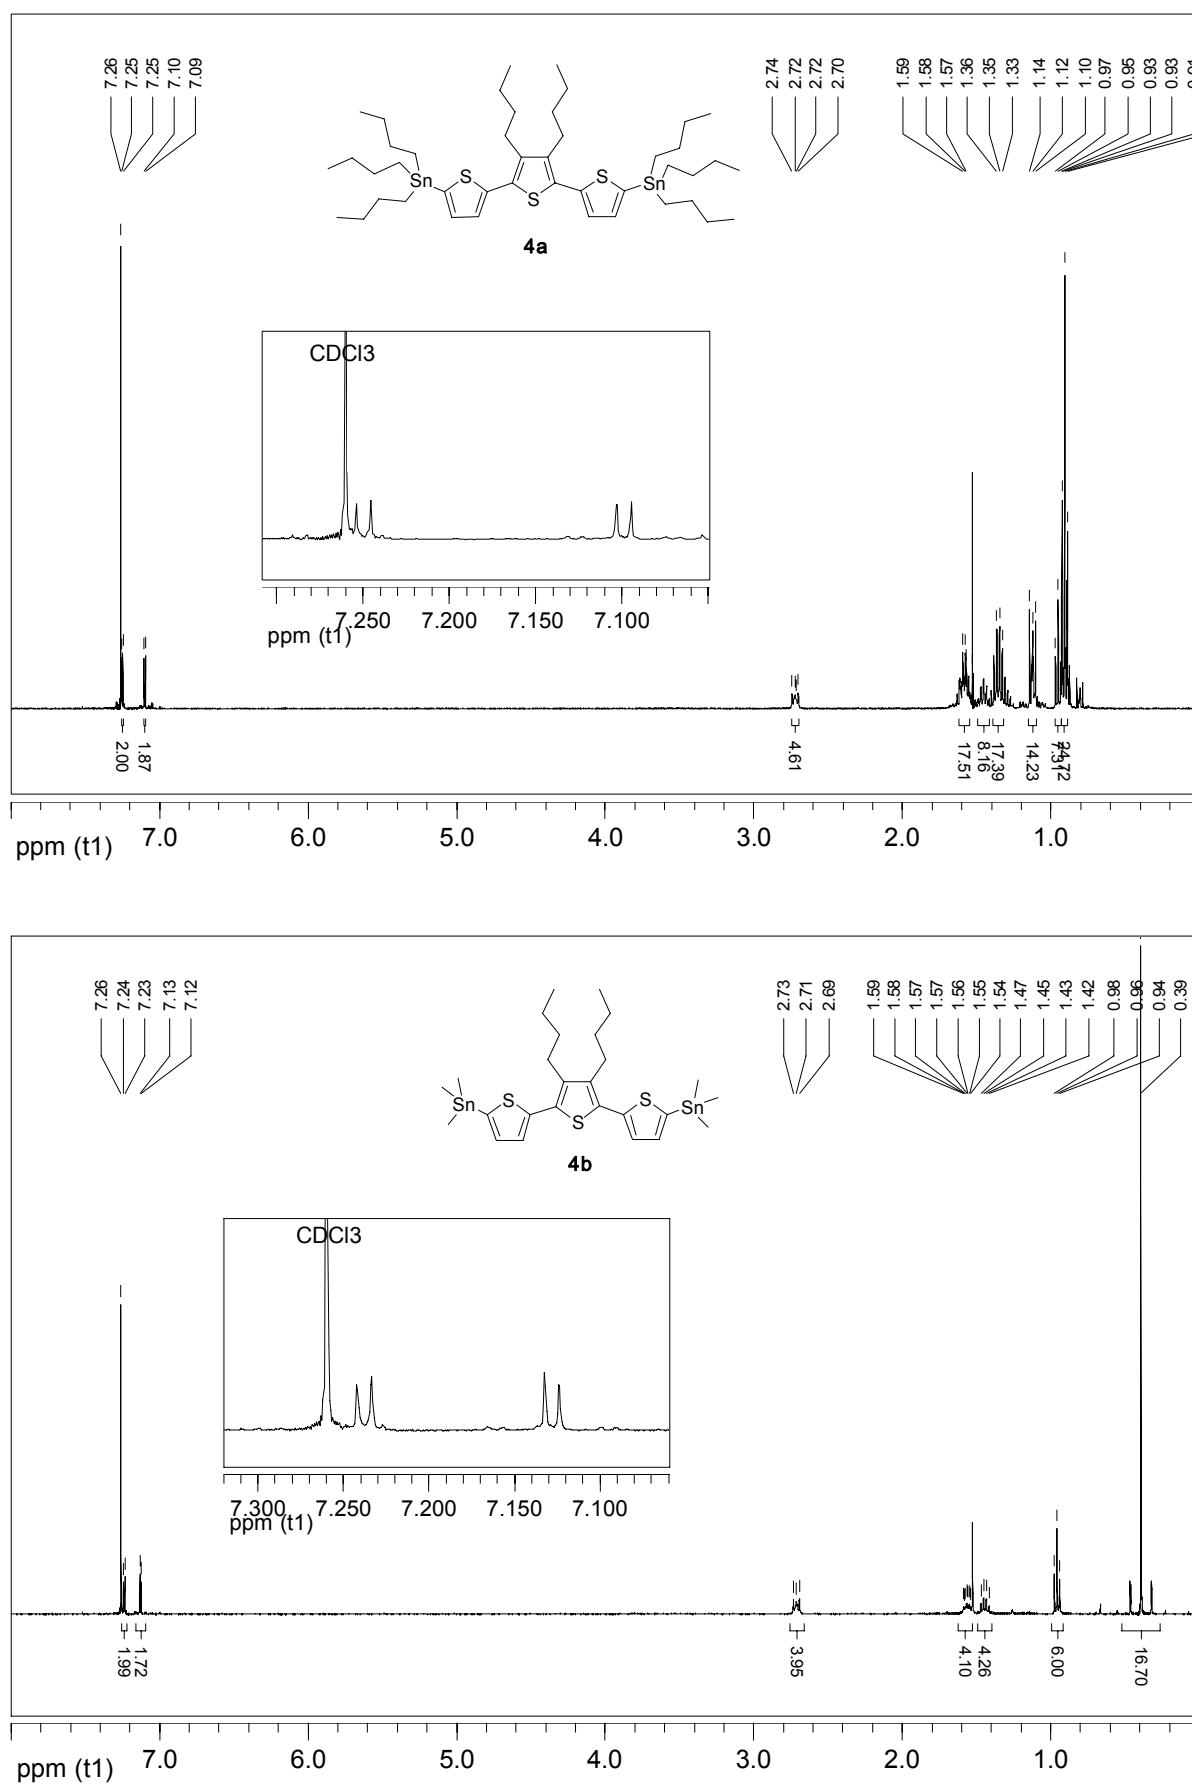 7.26 7.25 7.25 7.10 7.09
2.74 2.72 2.72 2.70
1.59 1.58 1.57 1.36 1.35 1.33 1.14 1.12 1.10 0.97 0.95 0.93 0.93
Sn S S S Sn
4a
CDCl3
7.250 7.200 7.150 7.100
ppm (t1)
2.00 1.87 4.61 17.51 8.16 17.39 14.23 7.31 24.72
7.0 6.0 5.0 4.0 3.0 2.0 1.0
ppm (t1)
7.26 7.24 7.23 7.13 7.12
2.73 2.71 2.69
1.59 1.58 1.57 1.57 1.56 1.55 1.54 1.47 1.45 1.43 1.42 0.98 0.96 0.94 0.39
Sn S S S Sn
4b
CDCl3
7.300 7.250 7.200 7.150 7.100
ppm (t1)
1.99 1.72 3.95 4.10 4.26 6.00 16.70
7.0 6.0 5.0 4.0 3.0 2.0 1.0
ppm (t1)